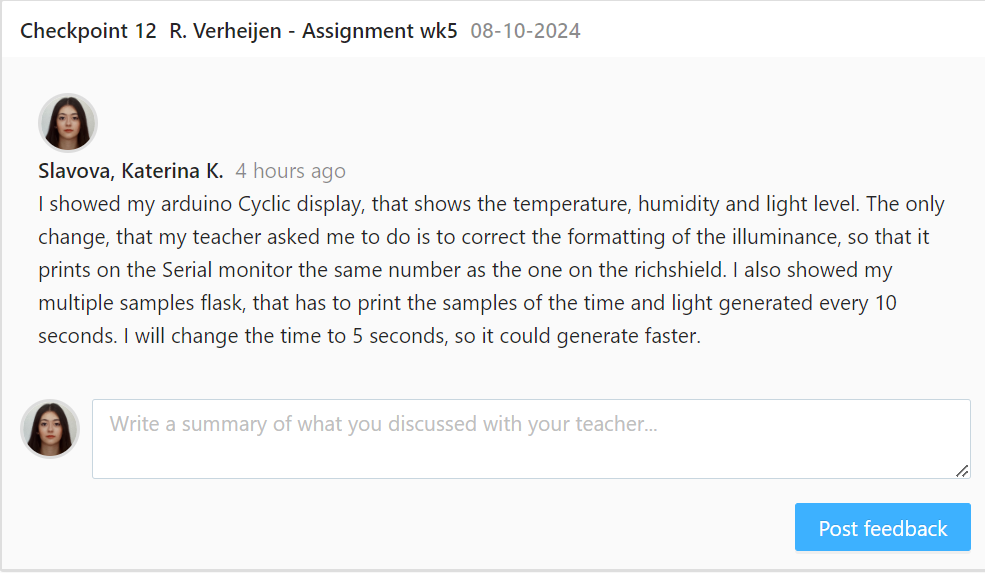 Checkpoint 12 R. Verheijen - Assignment wk5 08-10-2024
Slavova, Katerina K. 4 hours ago
I showed my arduino Cyclic display, that shows the temperature, humidity and light level. The only
change, that my teacher asked me to do is to correct the formatting of the illuminance, so that it
prints on the Serial monitor the same number as the one on the richshield. I also showed my
multiple samples flask, that has to print the samples of the time and light generated every 10
seconds. I will change the time to 5 seconds, so it could generate faster.
Write a summary of what you discussed with your teacher...
Post feedback